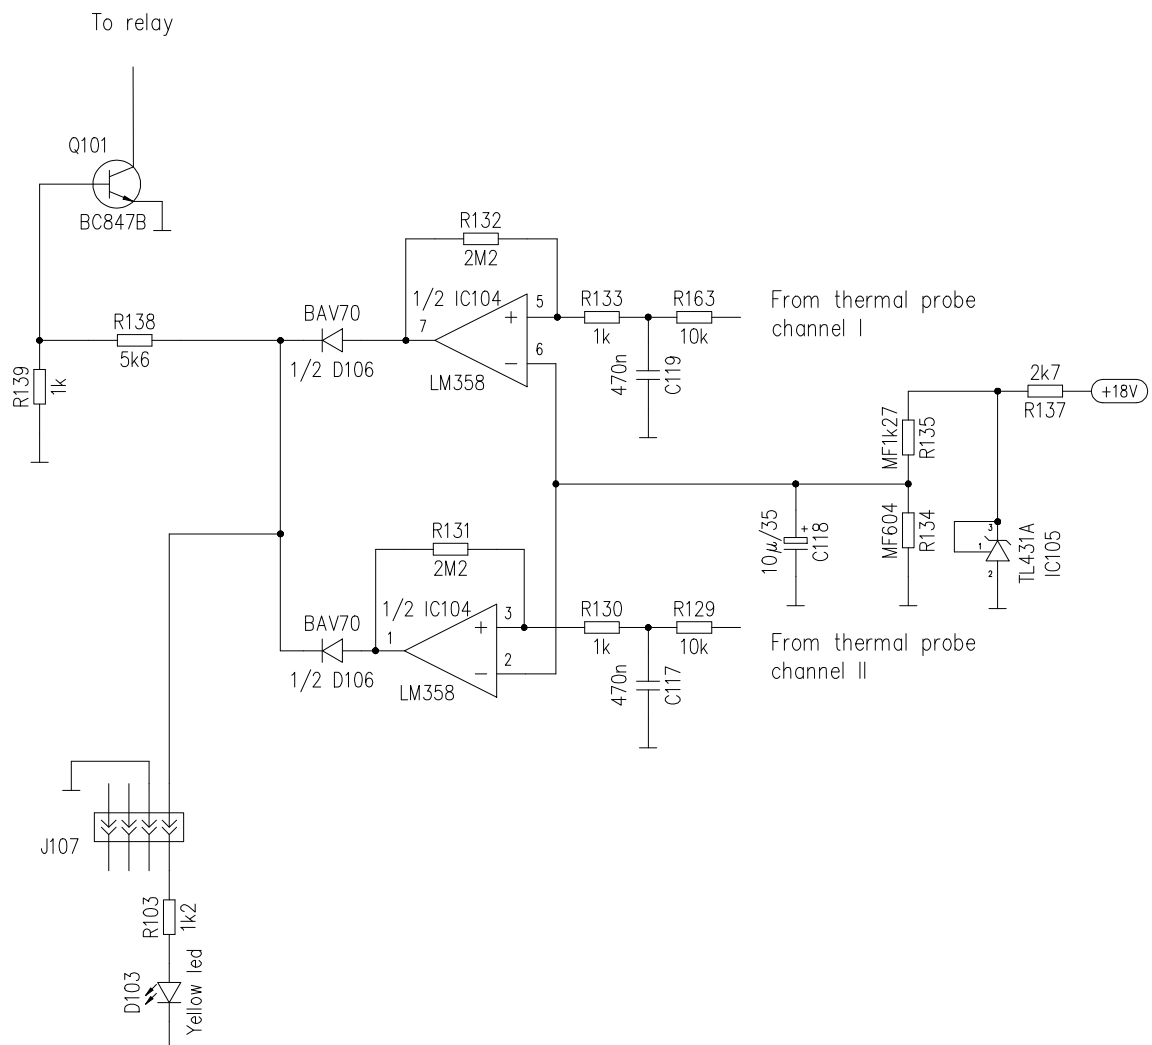 To relay
Q101
BC847B
R132
2M2
1/2 IC104
5
7
6
LM358
R133
1k
R163
10k
From thermal probe
channel I
BAV70
1/2 D106
R138
5k6
R139
1k
470n
C119
2k7
R137
+18V
MF1k27
R135
MF604
R134
10µ/35
+
C118
3
1
2
TL431A
IC105
R131
2M2
1/2 IC104
3
1
2
LM358
BAV70
1/2 D106
R130
1k
R129
10k
From thermal probe
channel II
470n
C117
J107
R103
1k2
D103
Yellow led